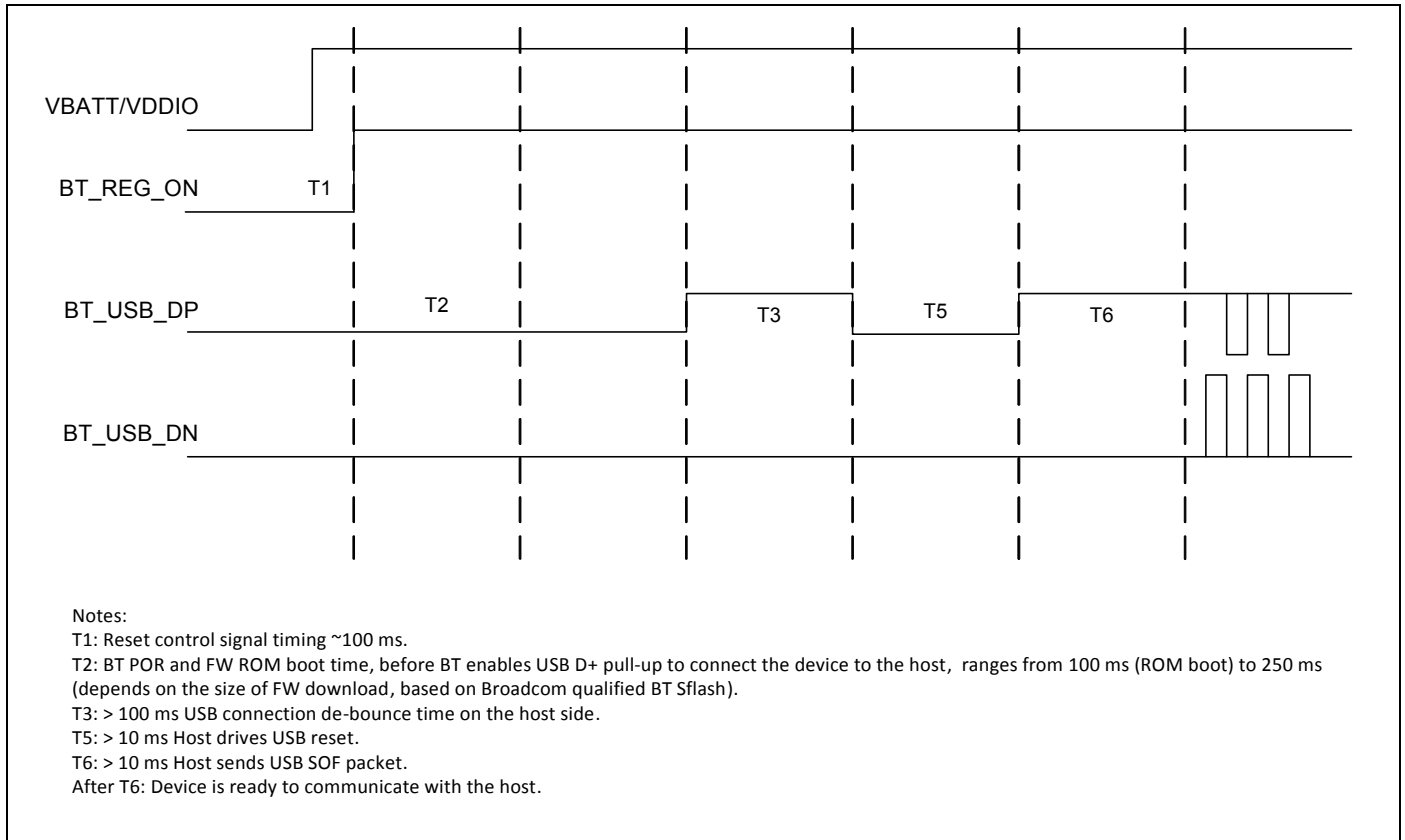 VBATT/VDDIO
BT_REG_ON T1
BT_USB_DP T2 T3 T5 T6
BT_USB_DN
Notes:
T1: Reset control signal timing ~100 ms.
T2: BT POR and FW ROM boot time, before BT enables USB D+ pull-up to connect the device to the host, ranges from 100 ms (ROM boot) to 250 ms
(depends on the size of FW download, based on Broadcom qualified BT Sflash).
T3: > 100 ms USB connection de-bounce time on the host side.
T5: > 10 ms Host drives USB reset.
T6: > 10 ms Host sends USB SOF packet.
After T6: Device is ready to communicate with the host.